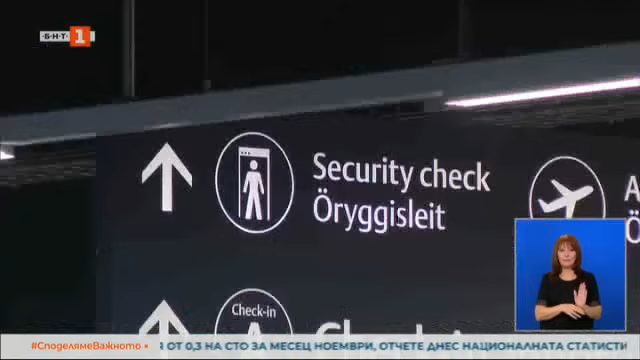 БНТ 1
Security check
Öryggisleit
A
Ö
Check-in
#СподелямеВажното • Я ОТ 0,3 НА СТО ЗА МЕСЕЦ НОЕМВРИ, ОТЧЕТЕ ДНЕС НАЦИОНАЛНАТА СТАТИСТИ